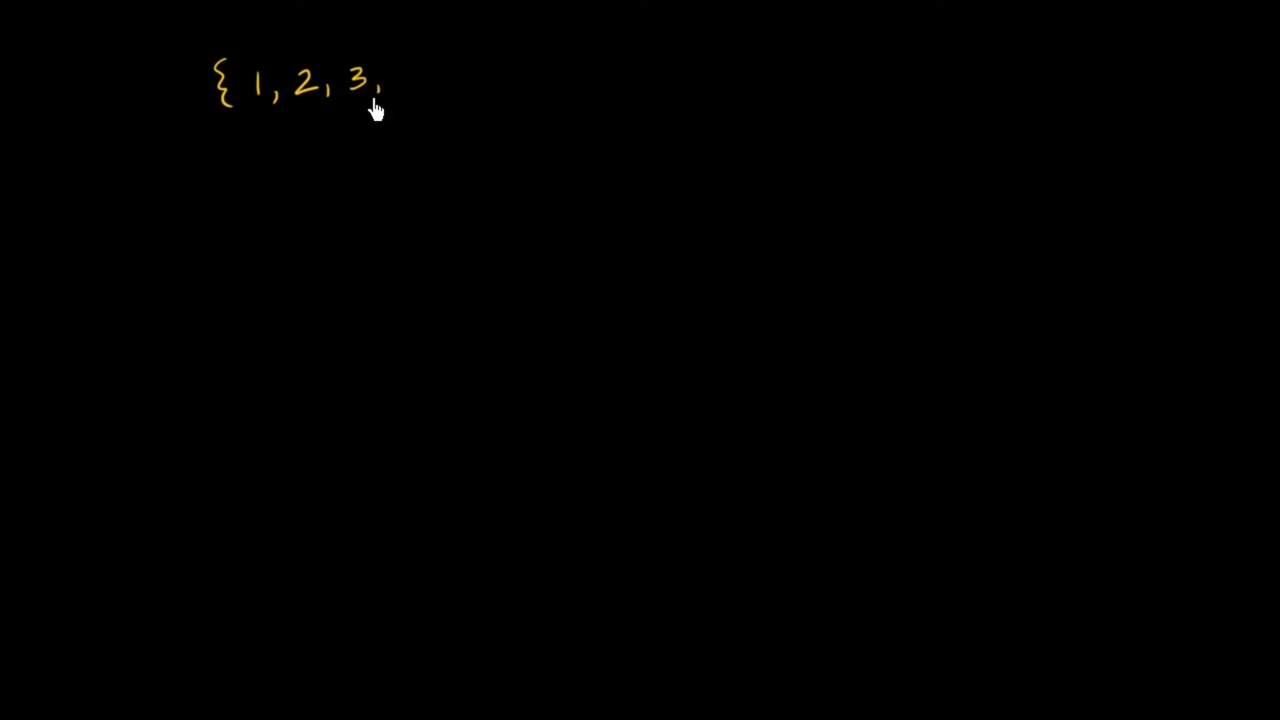 { 1, 2, 3,